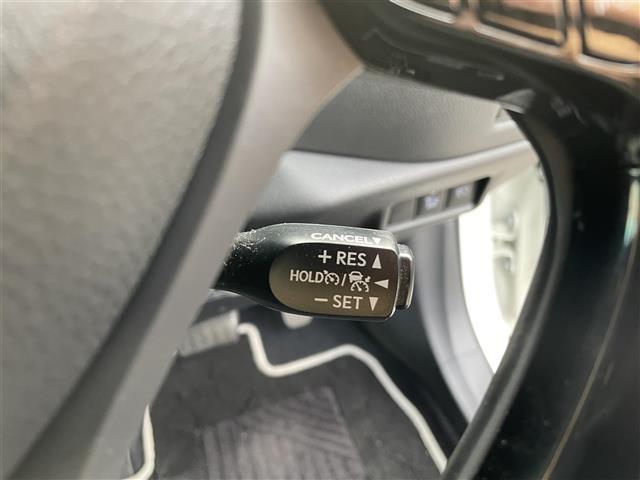 CANCEL
+ RES
HOLD /
− SET